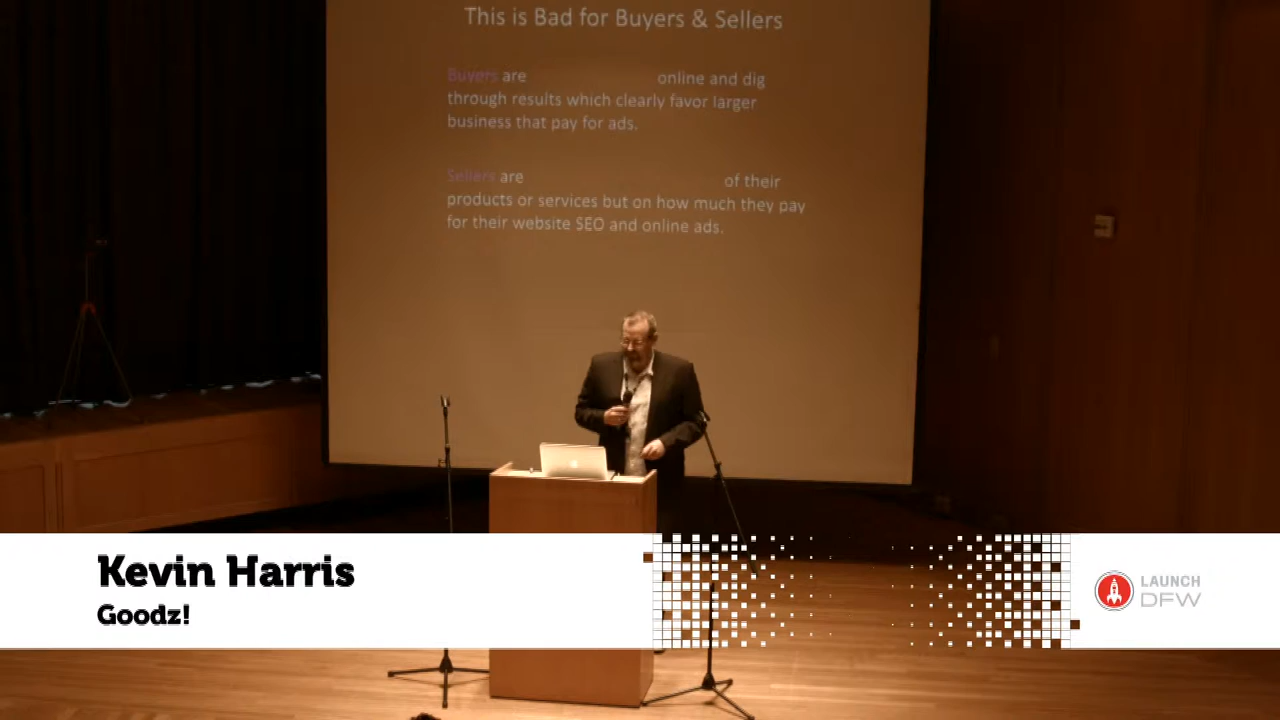 This is Bad for Buyers & Sellers
Buyers are online and dig
through results which clearly favor larger
business that pay for ads.
Sellers are of their
products or services but on how much they pay
for their website SEO and online ads.
Kevin Harris
Goodz!
LAUNCH
DFW